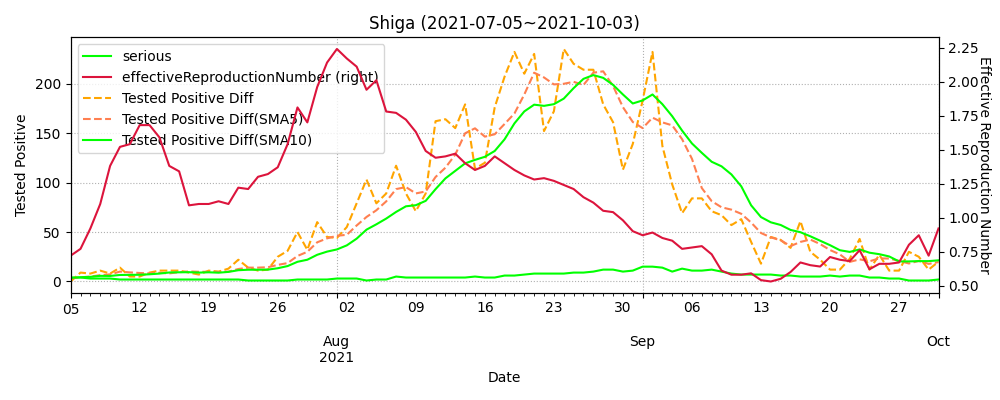 Shiga (2021-07-05~2021-10-03)
serious
effectiveReproductionNumber (right)
Tested Positive Diff
Tested Positive Diff(SMA5)
Tested Positive Diff(SMA10)
Tested Positive
200
150
100
50
0
2.25
2.00
1.75
1.50
1.25
1.00
0.75
0.50
Effective Reproduction Number
05 12 19 26 02 09 16 23 30 06 13 20 27
Aug Sep Oct
2021
Date